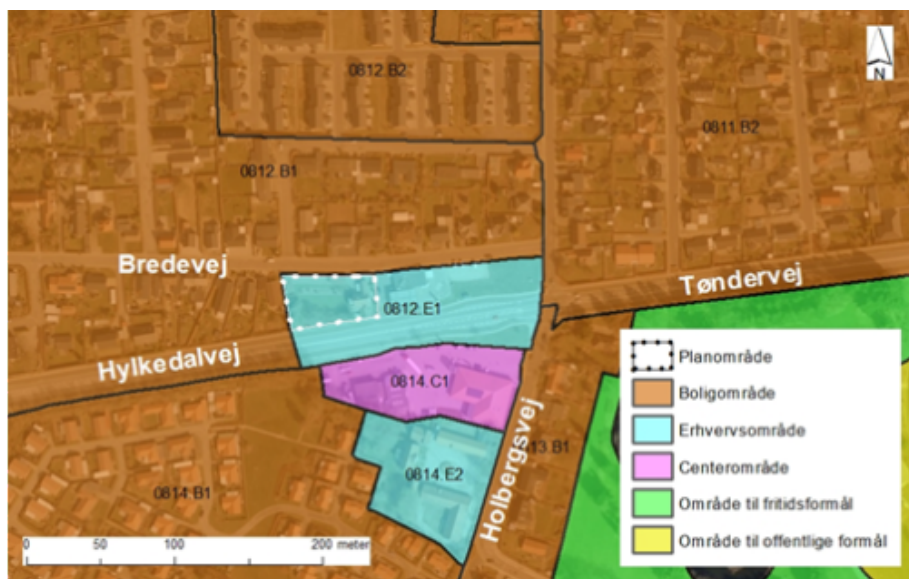 0812.B2
N
0811.B2
0812.B1
Bredevej
Tøndervej
0812.E1
Hylkedalvej
0814.C1
Holbergsvej
13.B1
0814.E2
0814.B1
Planområde
Boligområde
Erhvervsområde
Centerområde
Område til fritidsformål
Område til offentlige formål
0 50 100 200 meter